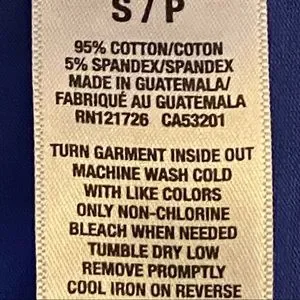 S / P
95% COTTON/COTON
5% SPANDEX/SPANDEX
MADE IN GUATEMALA/
FABRIQUÉ AU GUATEMALA
RN121726 CA53201
TURN GARMENT INSIDE OUT
MACHINE WASH COLD
WITH LIKE COLORS
ONLY NON-CHLORINE
BLEACH WHEN NEEDED
TUMBLE DRY LOW
REMOVE PROMPTLY
COOL IRON ON REVERSE